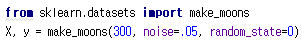 from sklearn.datasets import make_moons
X, y = make_moons(300, noise=.05, random_state=0)